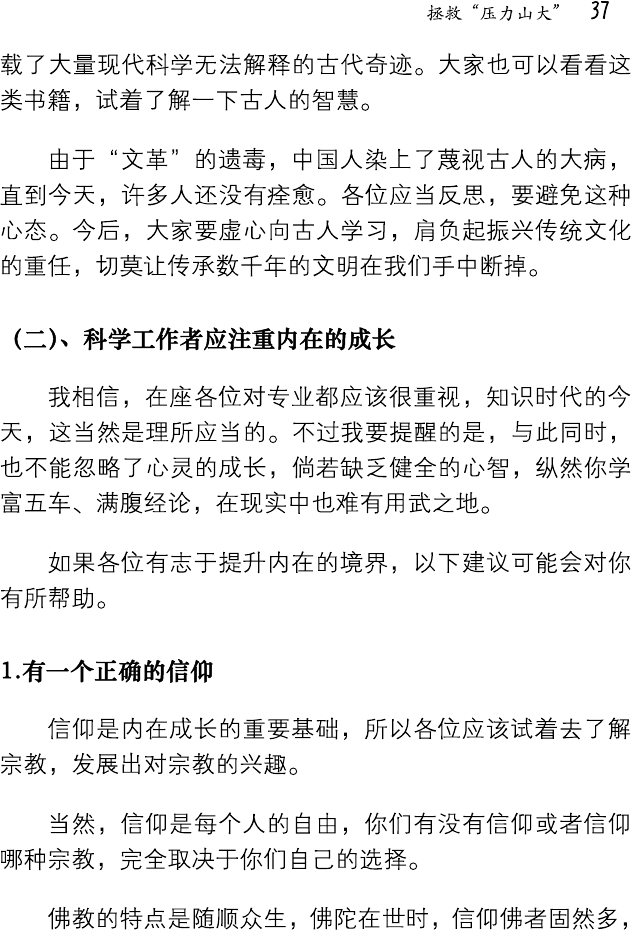 拯救“压力山大” 37
载了大量现代科学无法解释的古代奇迹。大家也可以看看这
类书籍，试着了解一下古人的智慧。
由于“文革”的遗毒，中国人染上了蔑视古人的大病，
直到今天，许多人还没有痊愈。各位应当反思，要避免这种
心态。今后，大家要虚心向古人学习，肩负起振兴传统文化
的重任，切莫让传承数千年的文明在我们手中断掉。
(二)、科学工作者应注重内在的成长
我相信，在座各位对专业都应该很重视，知识时代的今
天，这当然是理所应当的。不过我要提醒的是，与此同时，
也不能忽略了心灵的成长，倘若缺乏健全的心智，纵然你学
富五车、满腹经论，在现实中也难有用武之地。
如果各位有志于提升内在的境界，以下建议可能会对你
有所帮助。
1.有一个正确的信仰
信仰是内在成长的重要基础，所以各位应该试着去了解
宗教，发展出对宗教的兴趣。
当然，信仰是每个人的自由，你们有没有信仰或者信仰
哪种宗教，完全取决于你们自己的选择。
佛教的特点是随顺众生，佛陀在世时，信仰佛者固然多，